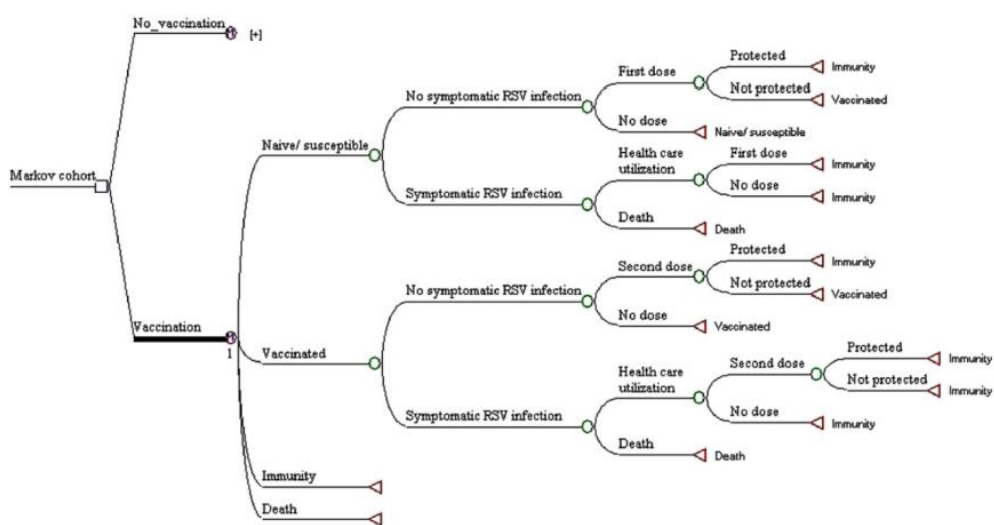 No_vaccination
[+]
Protected
Immunity
First dose
Not protected
Vaccinated
No symptomatic RSV infection
No dose
Naive/ susceptible
Naive/ susceptible
Health care
utilization
First dose
Immunity
No dose
Immunity
Symptomatic RSV infection
Death
Death
Markov cohort
Protected
Immunity
Second dose
Not protected
Vaccinated
No symptomatic RSV infection
No dose
Vaccinated
Vaccination
1
Vaccinated
Protected
Immunity
Health care
utilization
Second dose
Not protected
Immunity
Symptomatic RSV infection
No dose
Immunity
Death
Death
Immunity
Death